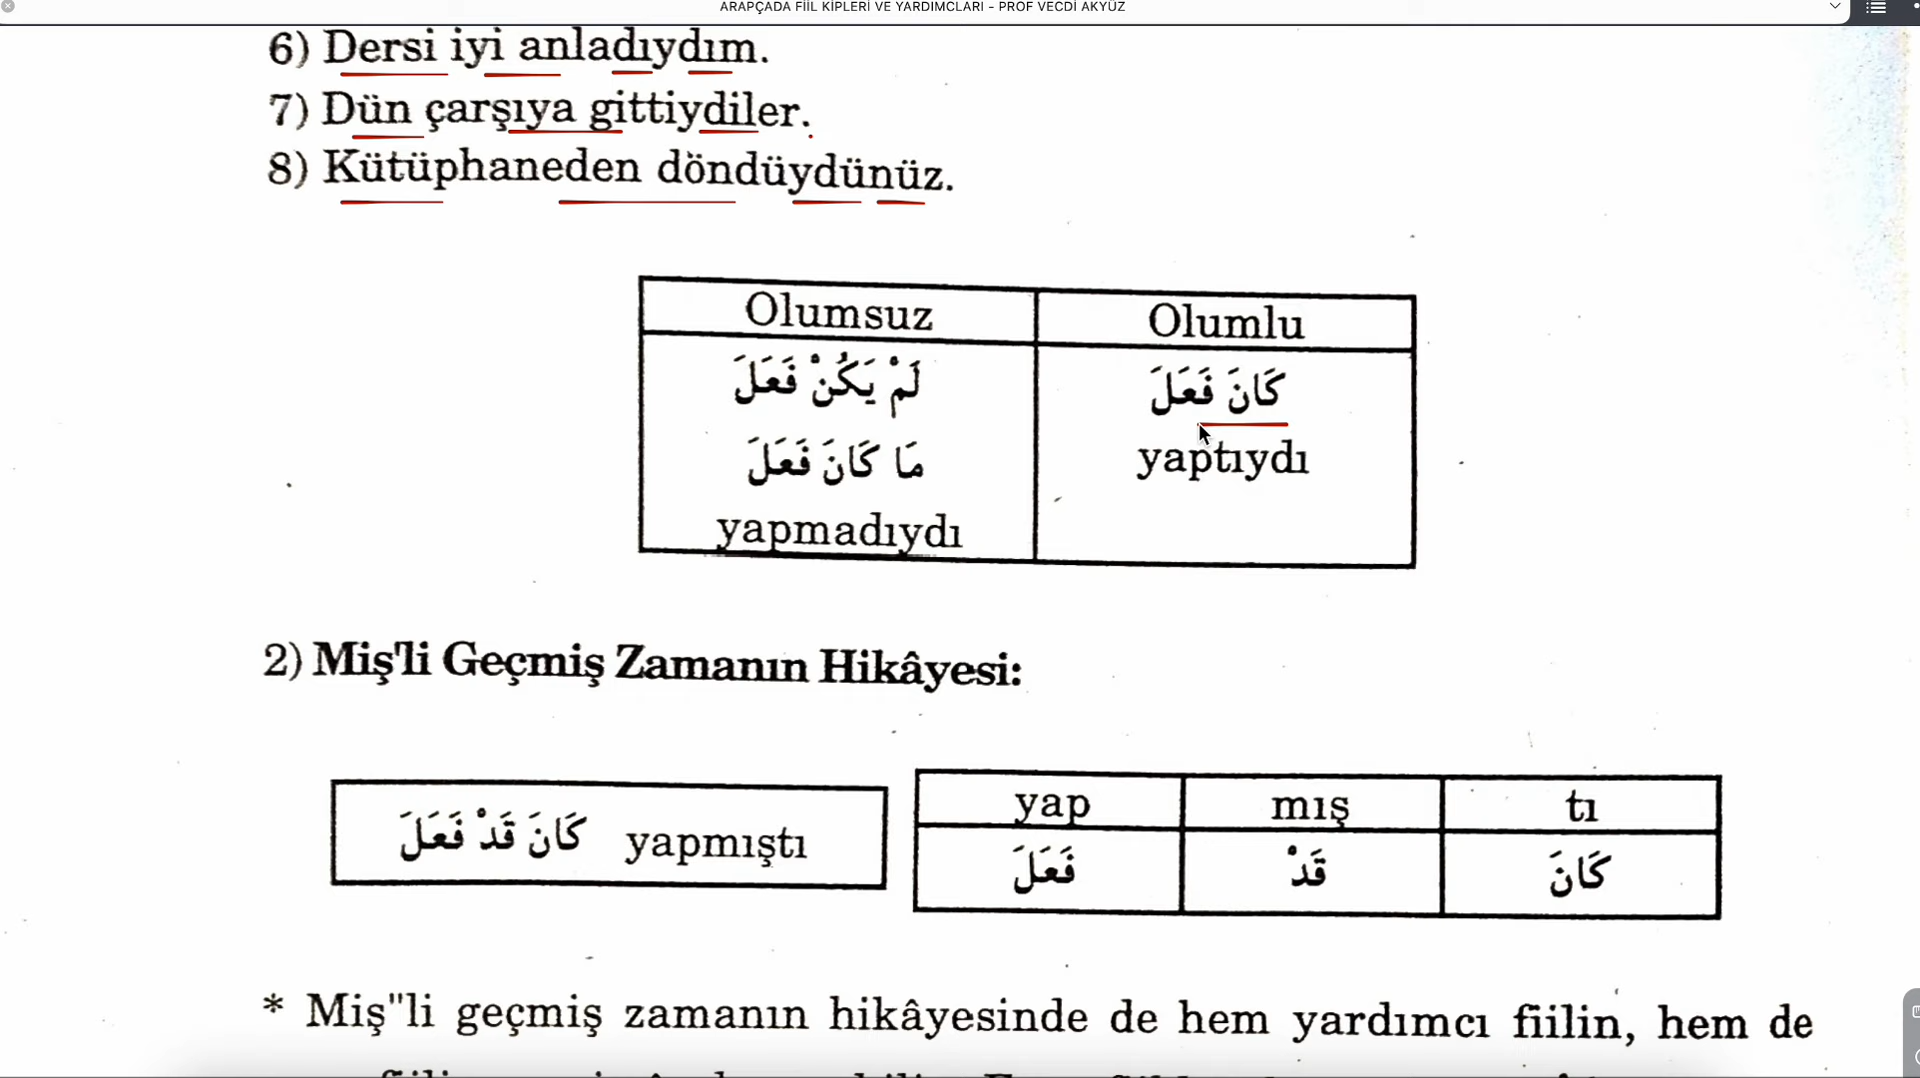 ARAPÇADA FİİL KİPLERİ VE YARDIMCLARI - PROF VECDİ AKYÜZ
6) Dersi iyi anladıydım.
7) Dün çarşıya gittiydiler.
8) Kütüphaneden döndüydünüz.
Olumsuz Olumlu
لَمْ يَكُنْ فَعَلَ كَانَ فَعَلَ
مَا كَانَ فَعَلَ yaptıydı
yapmadıydı
2) Miş'li Geçmiş Zamanın Hikâyesi:
كَانَ قَدْ فَعَلَ yapmıştı
yap mış tı
فَعَلَ قَدْ كَانَ
* Miş"li geçmiş zamanın hikâyesinde de hem yardımcı fiilin, hem de